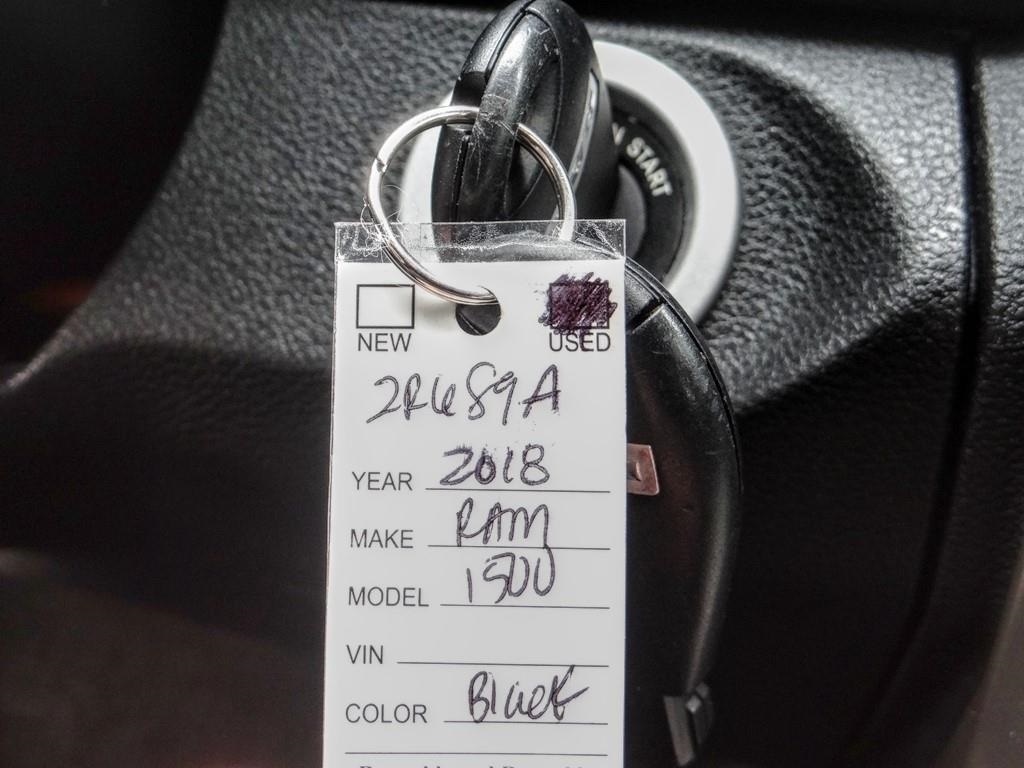 START
NEW USED
2R689A
YEAR 2018
MAKE RAM
MODEL 1500
VIN
COLOR Black